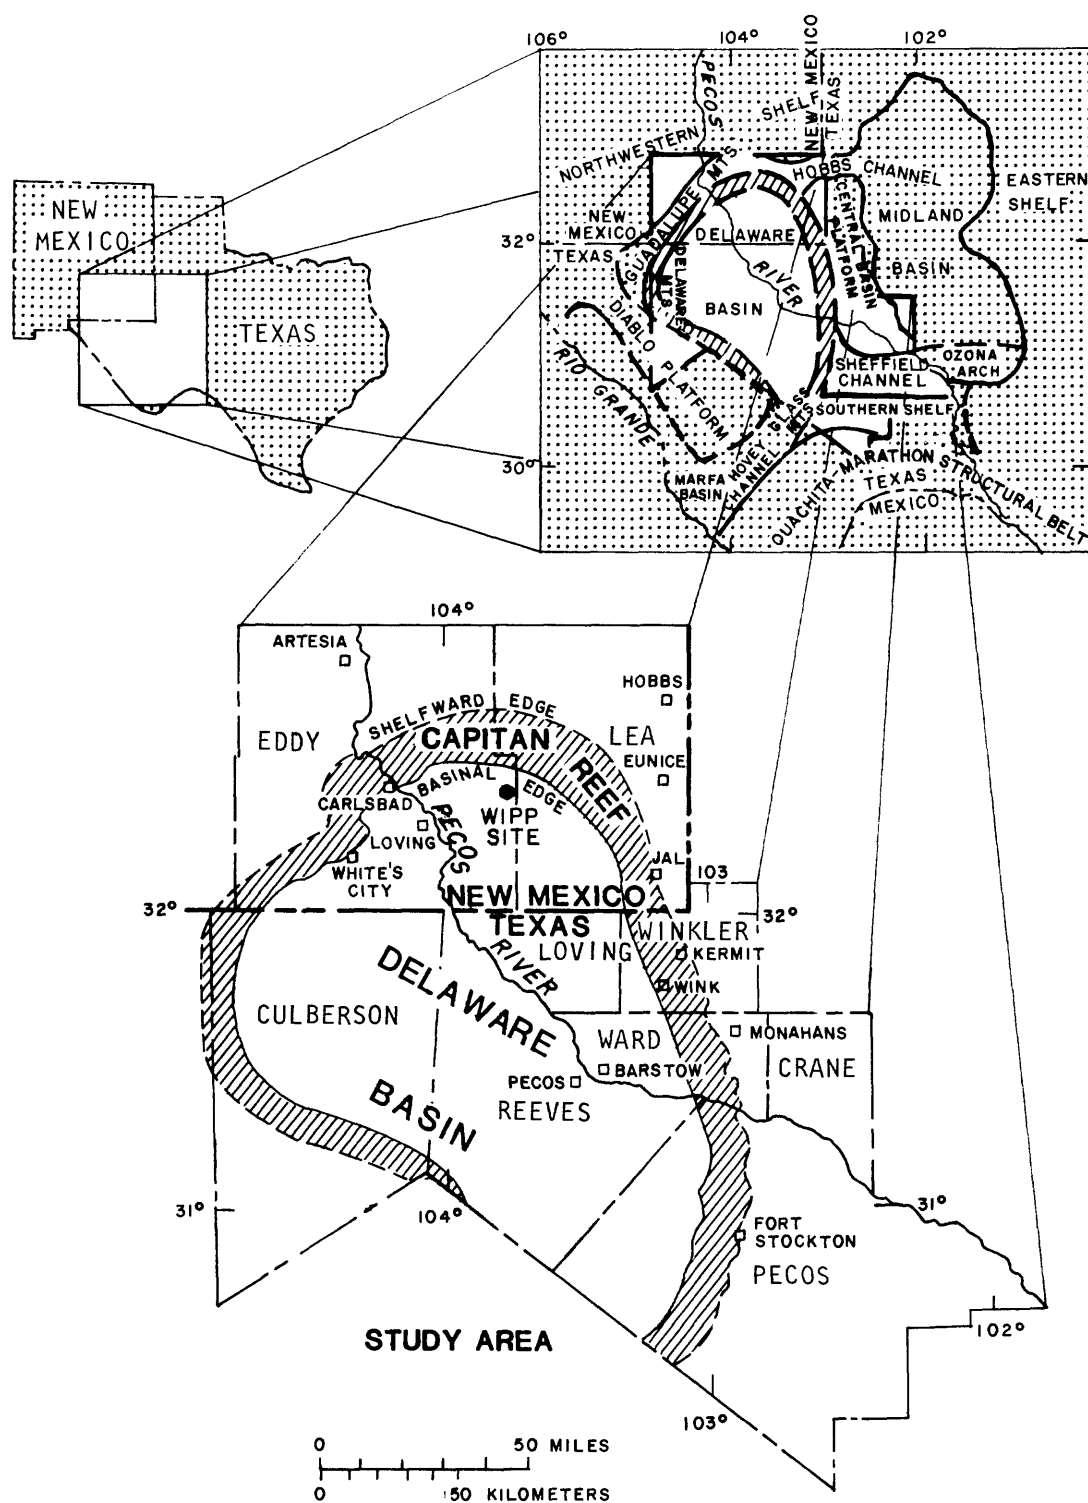 106°
104°
102°
NEW MEXICO
TEXAS
PECOS
SHELF
NORTHWESTERN
MTS
HOBBS CHANNEL
EASTERN
SHELF
NEW
MEXICO
NEW
MEXICO
TEXAS
GUADALUPE
DELAWARE
CENTRAL BASIN
PLATFORM
MIDLAND
BASIN
32°
DELAWARE
MTS
RIVER
BASIN
TEXAS
DIABLO PLATFORM
SHEFFIELD
CHANNEL
OZONA
ARCH
RIO GRANDE
GLASS
MTS
SOUTHERN SHELF
30°
MARFA
BASIN
HOVEY
CHANNEL
OUACHITA-MARATHON STRUCTURAL BELT
TEXAS
MEXICO
104°
ARTESIA
HOBBS
SHELFWARD EDGE
EDDY
CAPITAN
REEF
LEA
EUNICE
BASINAL EDGE
CARLSBAD
WIPP
SITE
PECOS
LOVING
WHITE'S
CITY
JAL
103
32°
NEW MEXICO
TEXAS
32°
LOVING
WINKLER
KERMIT
RIVER
DELAWARE
WINK
CULBERSON
WARD
MONAHANS
BARSTOW
CRANE
PECOS
REEVES
BASIN
31°
104°
31°
FORT
STOCKTON
PECOS
102°
STUDY AREA
103°
0 50 MILES
0 50 KILOMETERS